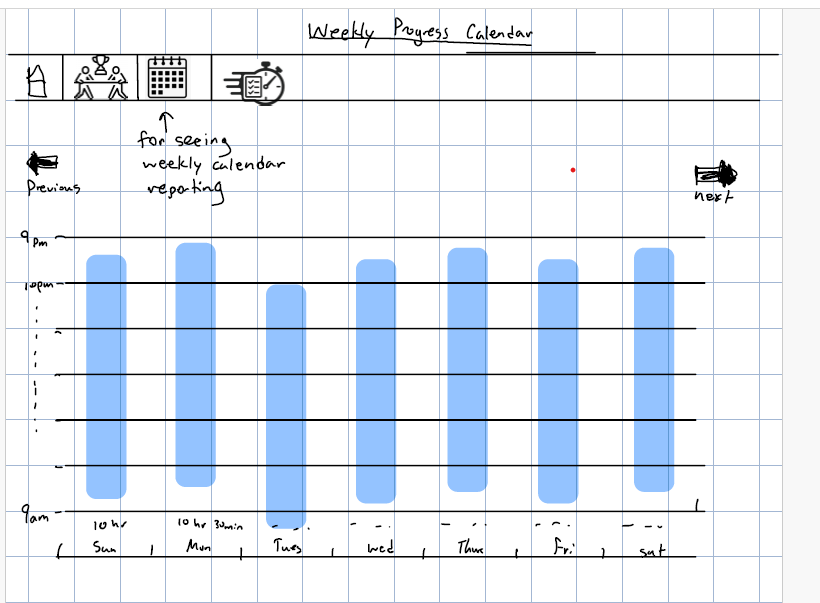 Weekly Progress Calendar
for seeing
weekly calendar
reporting
Previous
next
9pm
10pm
9am
10 hr
10 hr 30min
Sun
Mon
Tues
Wed
Thur
Fri
sat